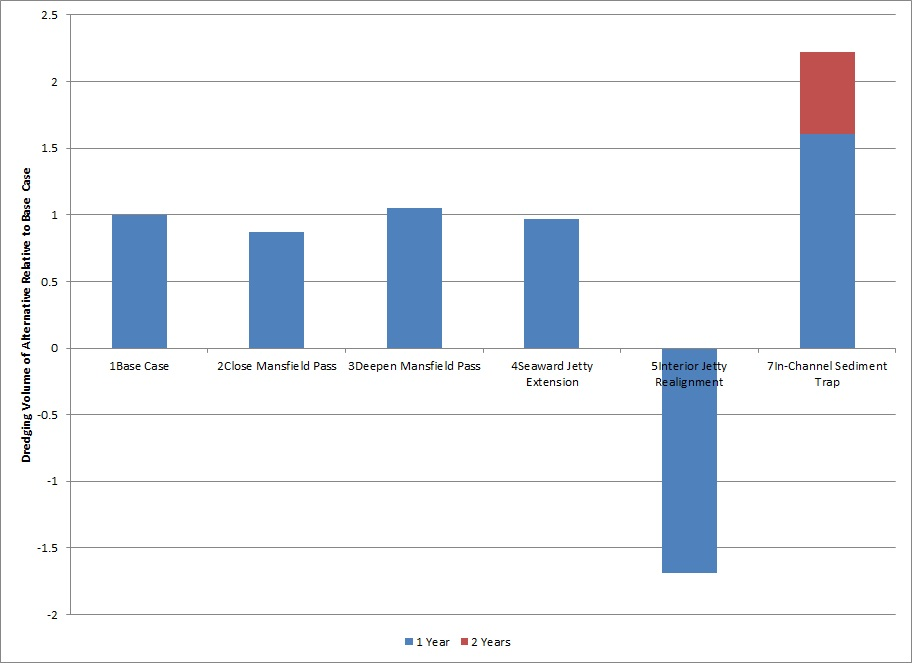 2.5
2
1.5
1
0.5
0
-0.5
-1
-1.5
-2
Dredging Volume of Alternative Relative to Base Case
1Base Case
2Close Mansfield Pass
3Deepen Mansfield Pass
4Seaward Jetty
Extension
5Interior Jetty
Realignment
7In-Channel Sediment
Trap
1 Year
2 Years